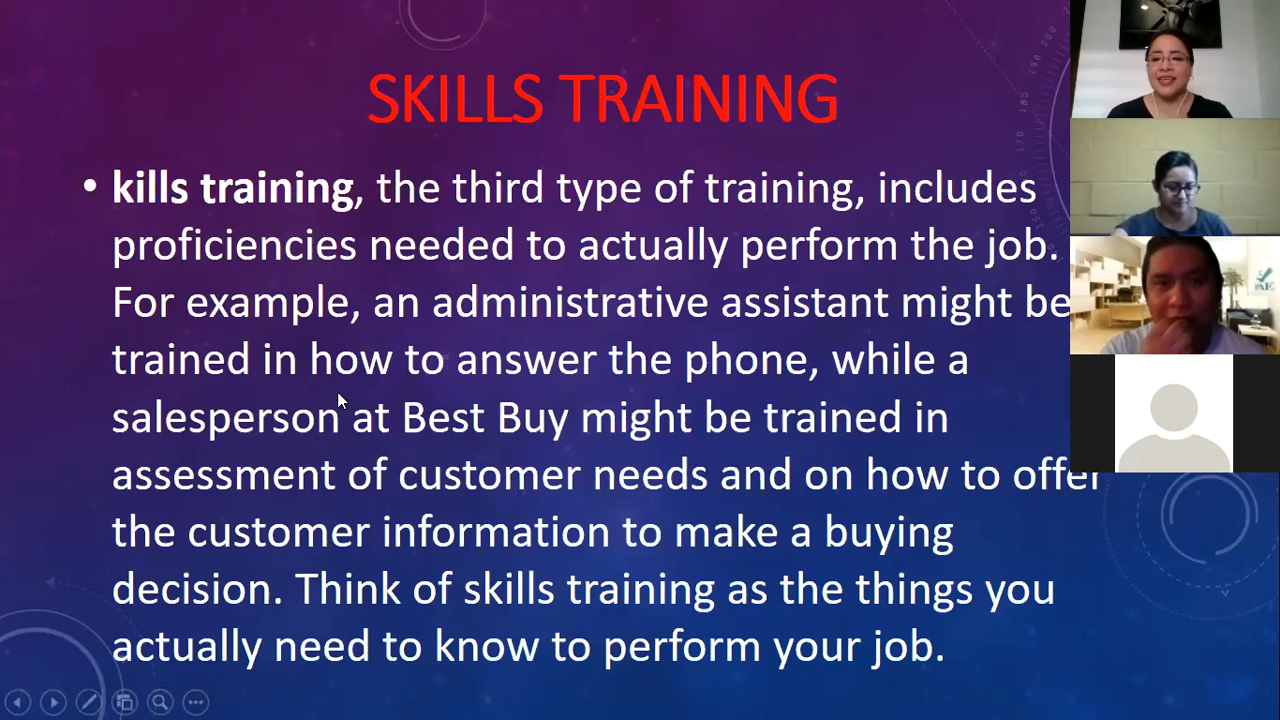 SKILLS TRAINING
• kills training, the third type of training, includes
proficiencies needed to actually perform the job.
For example, an administrative assistant might be
trained in how to answer the phone, while a
salesperson at Best Buy might be trained in
assessment of customer needs and on how to offer
the customer information to make a buying
decision. Think of skills training as the things you
actually need to know to perform your job.